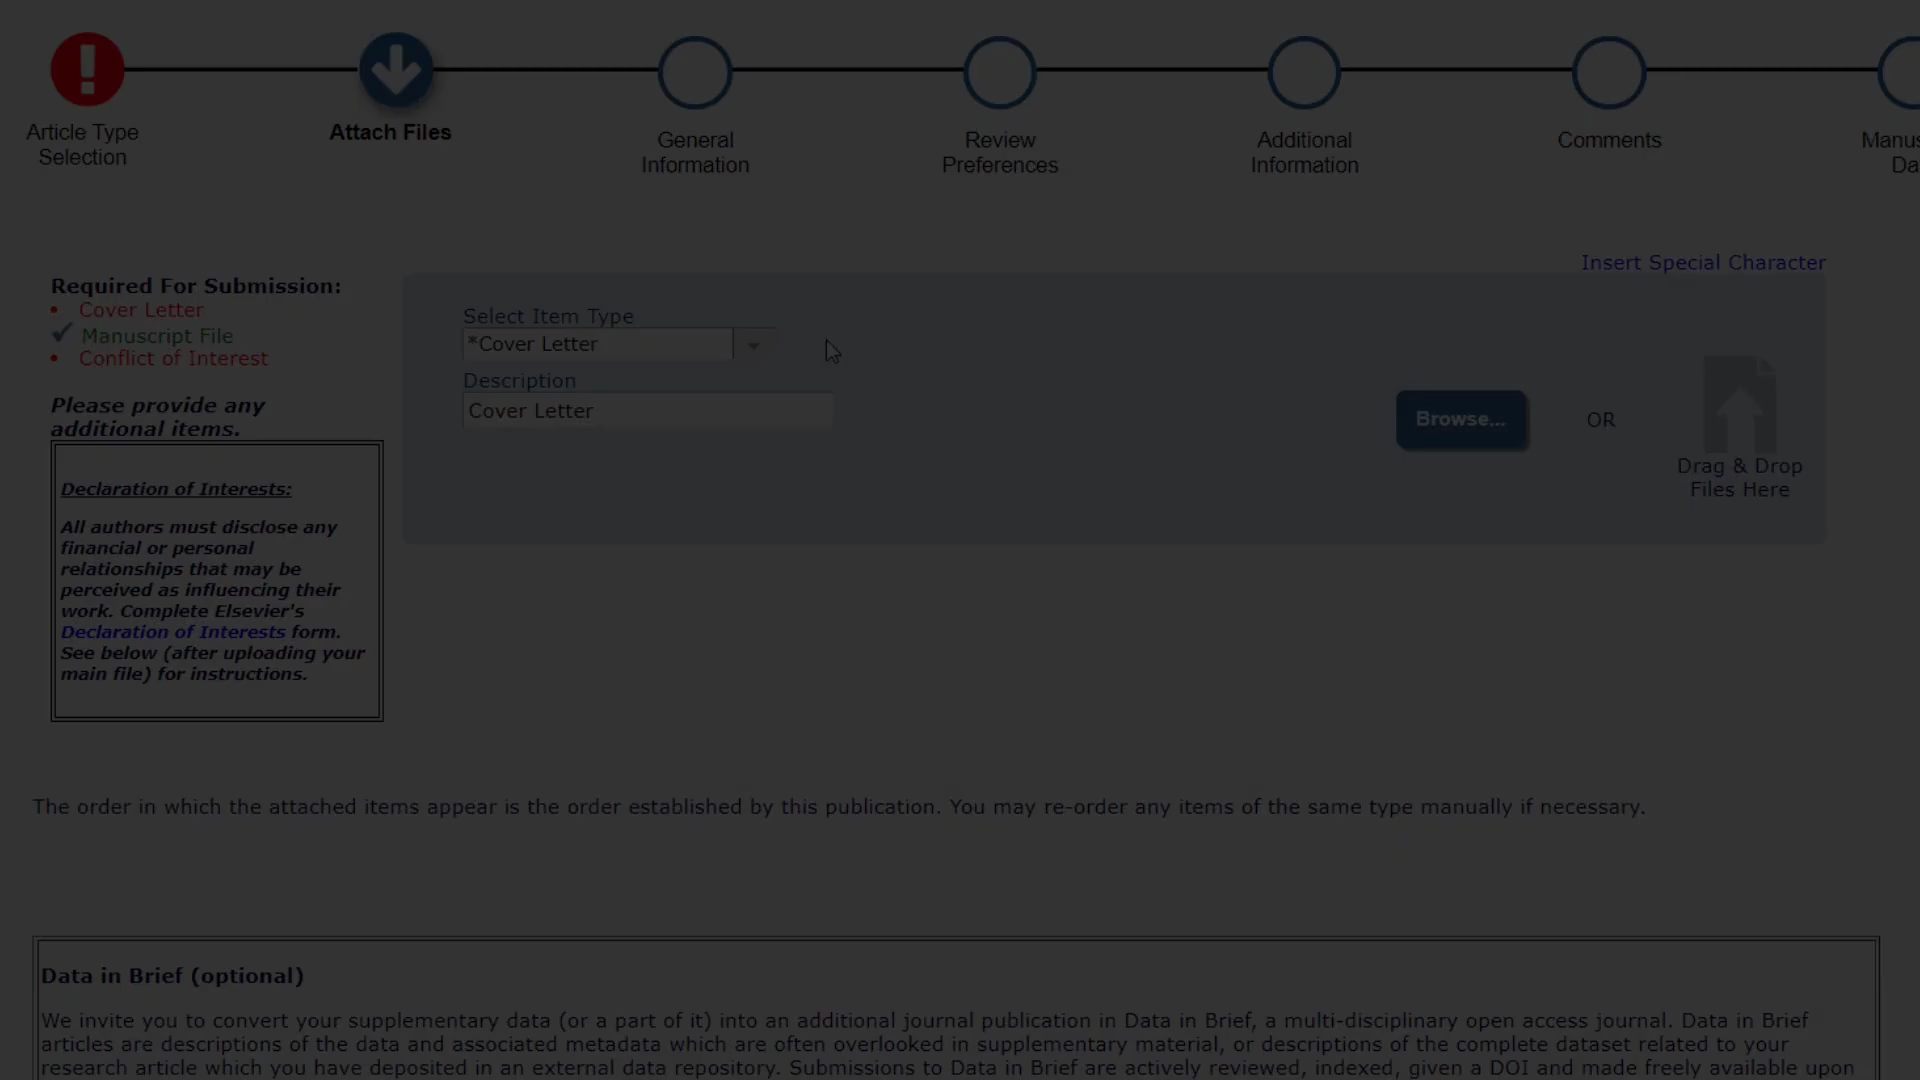 Article Type
Selection
Attach Files
General
Information
Review
Preferences
Additional
Information
Comments
Manus
Da
Insert Special Character
Required For Submission:
• Cover Letter
✔ Manuscript File
• Conflict of Interest
Please provide any
additional items.
Declaration of Interests:
All authors must disclose any
financial or personal
relationships that may be
perceived as influencing their
work. Complete Elsevier's
Declaration of Interests form.
See below (after uploading your
main file) for instructions.
Select Item Type
*Cover Letter
Description
Cover Letter
Browse...
OR
Drag & Drop
Files Here
The order in which the attached items appear is the order established by this publication. You may re-order any items of the same type manually if necessary.
Data in Brief (optional)
We invite you to convert your supplementary data (or a part of it) into an additional journal publication in Data in Brief, a multi-disciplinary open access journal. Data in Brief
articles are descriptions of the data and associated metadata which are often overlooked in supplementary material, or descriptions of the complete dataset related to your
research article which you have deposited in an external data repository. Submissions to Data in Brief are actively reviewed, indexed, given a DOI and made freely available upon